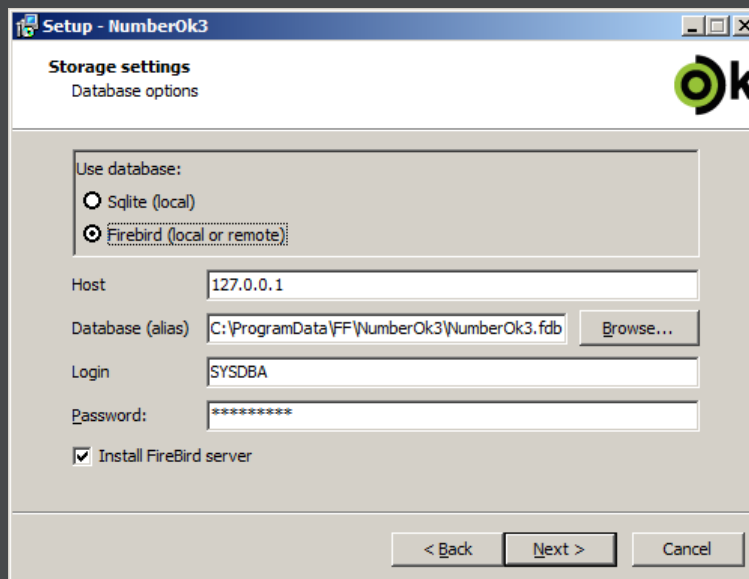 Setup - NumberOk3
Storage settings
Database options
Ok
Use database:
Sqlite (local)
Firebird (local or remote)
Host
127.0.0.1
Database (alias)
C:\ProgramData\FF\NumberOk3\NumberOk3.fdb
Browse...
Login
SYSDBA
Password:
*********
Install FireBird server
< Back
Next >
Cancel